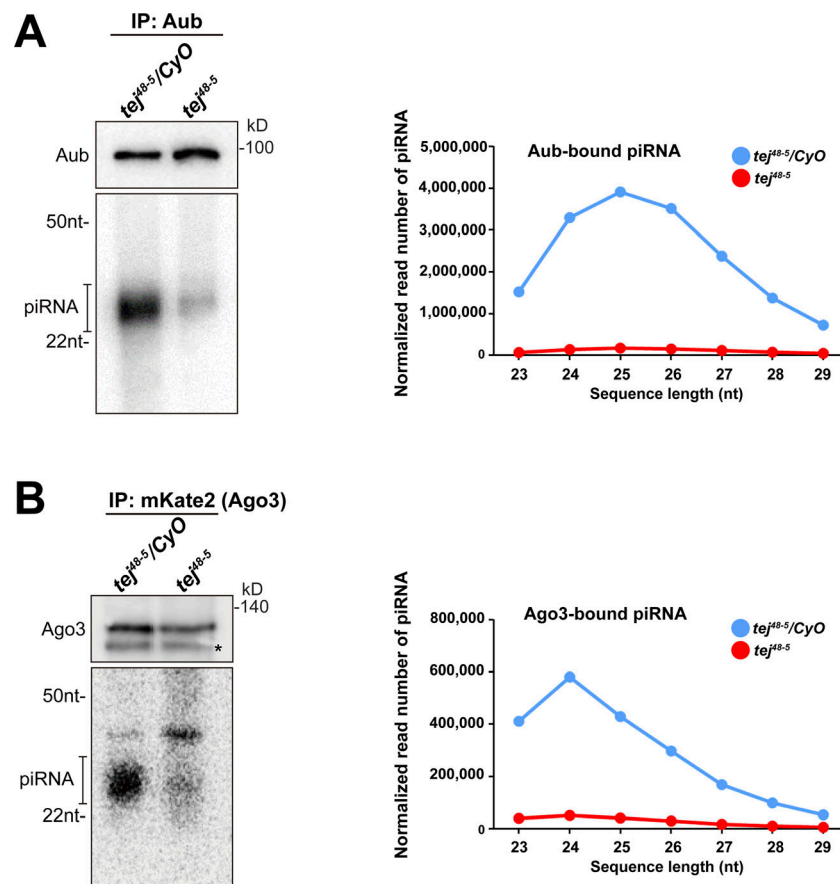 A
IP: Aub
tej48-5/CyO
tej48-5
kD
-100
Aub
50nt-
piRNA
22nt-
Aub-bound piRNA
tej48-5/CyO
tej48-5
Normalized read number of piRNA
5,000,000
4,000,000
3,000,000
2,000,000
1,000,000
0
23 24 25 26 27 28 29
Sequence length (nt)
B
IP: mKate2 (Ago3)
tej48-5/CyO
tej48-5
kD
-140
Ago3
*
50nt-
piRNA
22nt-
Ago3-bound piRNA
tej48-5/CyO
tej48-5
Normalized read number of piRNA
800,000
600,000
400,000
200,000
0
23 24 25 26 27 28 29
Sequence length (nt)